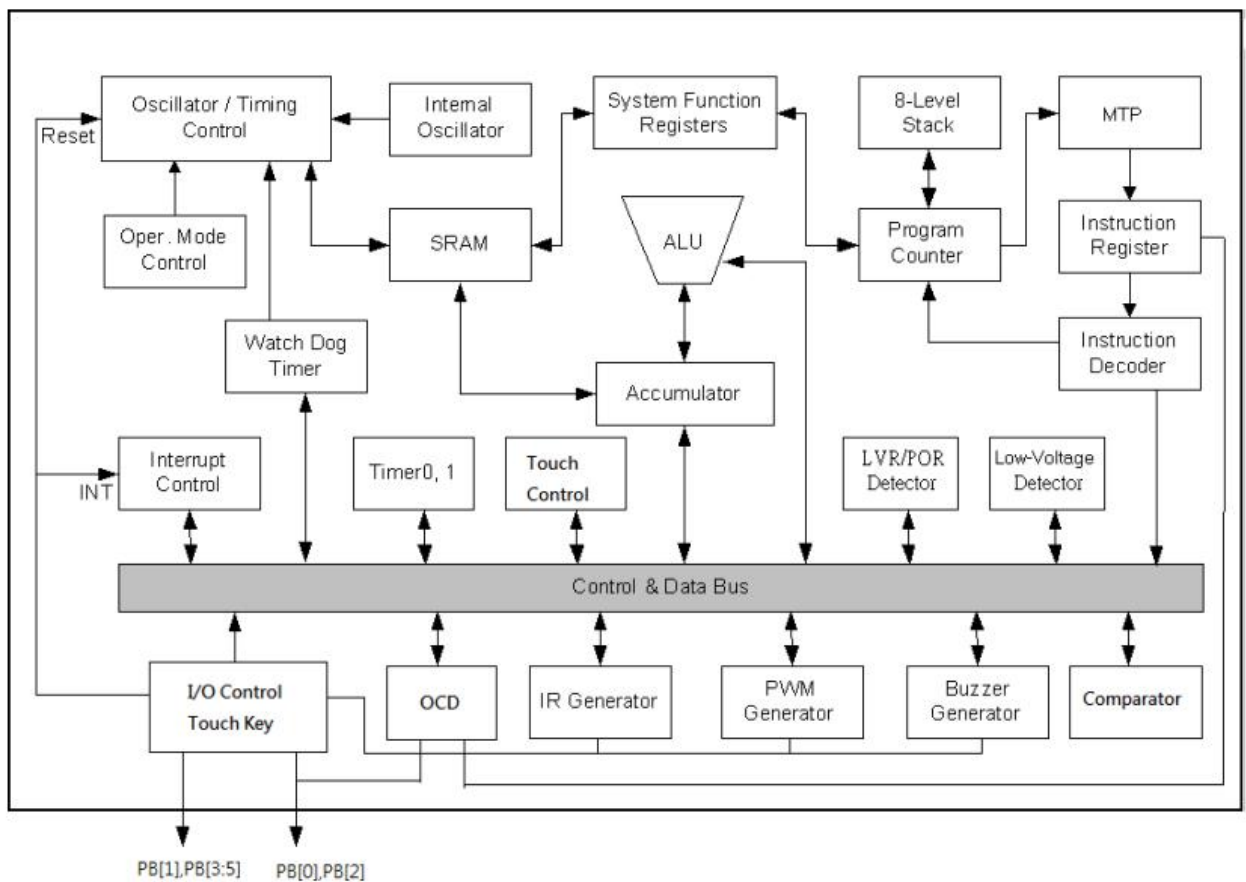 Oscillator / Timing
Control
Internal
Oscillator
System Function
Registers
8-Level
Stack
MTP
Reset
Oper. Mode
Control
SRAM
ALU
Program
Counter
Instruction
Register
Watch Dog
Timer
Accumulator
Instruction
Decoder
Interrupt
Control
INT
Timer0, 1
Touch
Control
LVR/POR
Detector
Low-Voltage
Detector
Control & Data Bus
I/O Control
Touch Key
OCD
IR Generator
PWM
Generator
Buzzer
Generator
Comparator
PB[1],PB[3:5]
PB[0],PB[2]